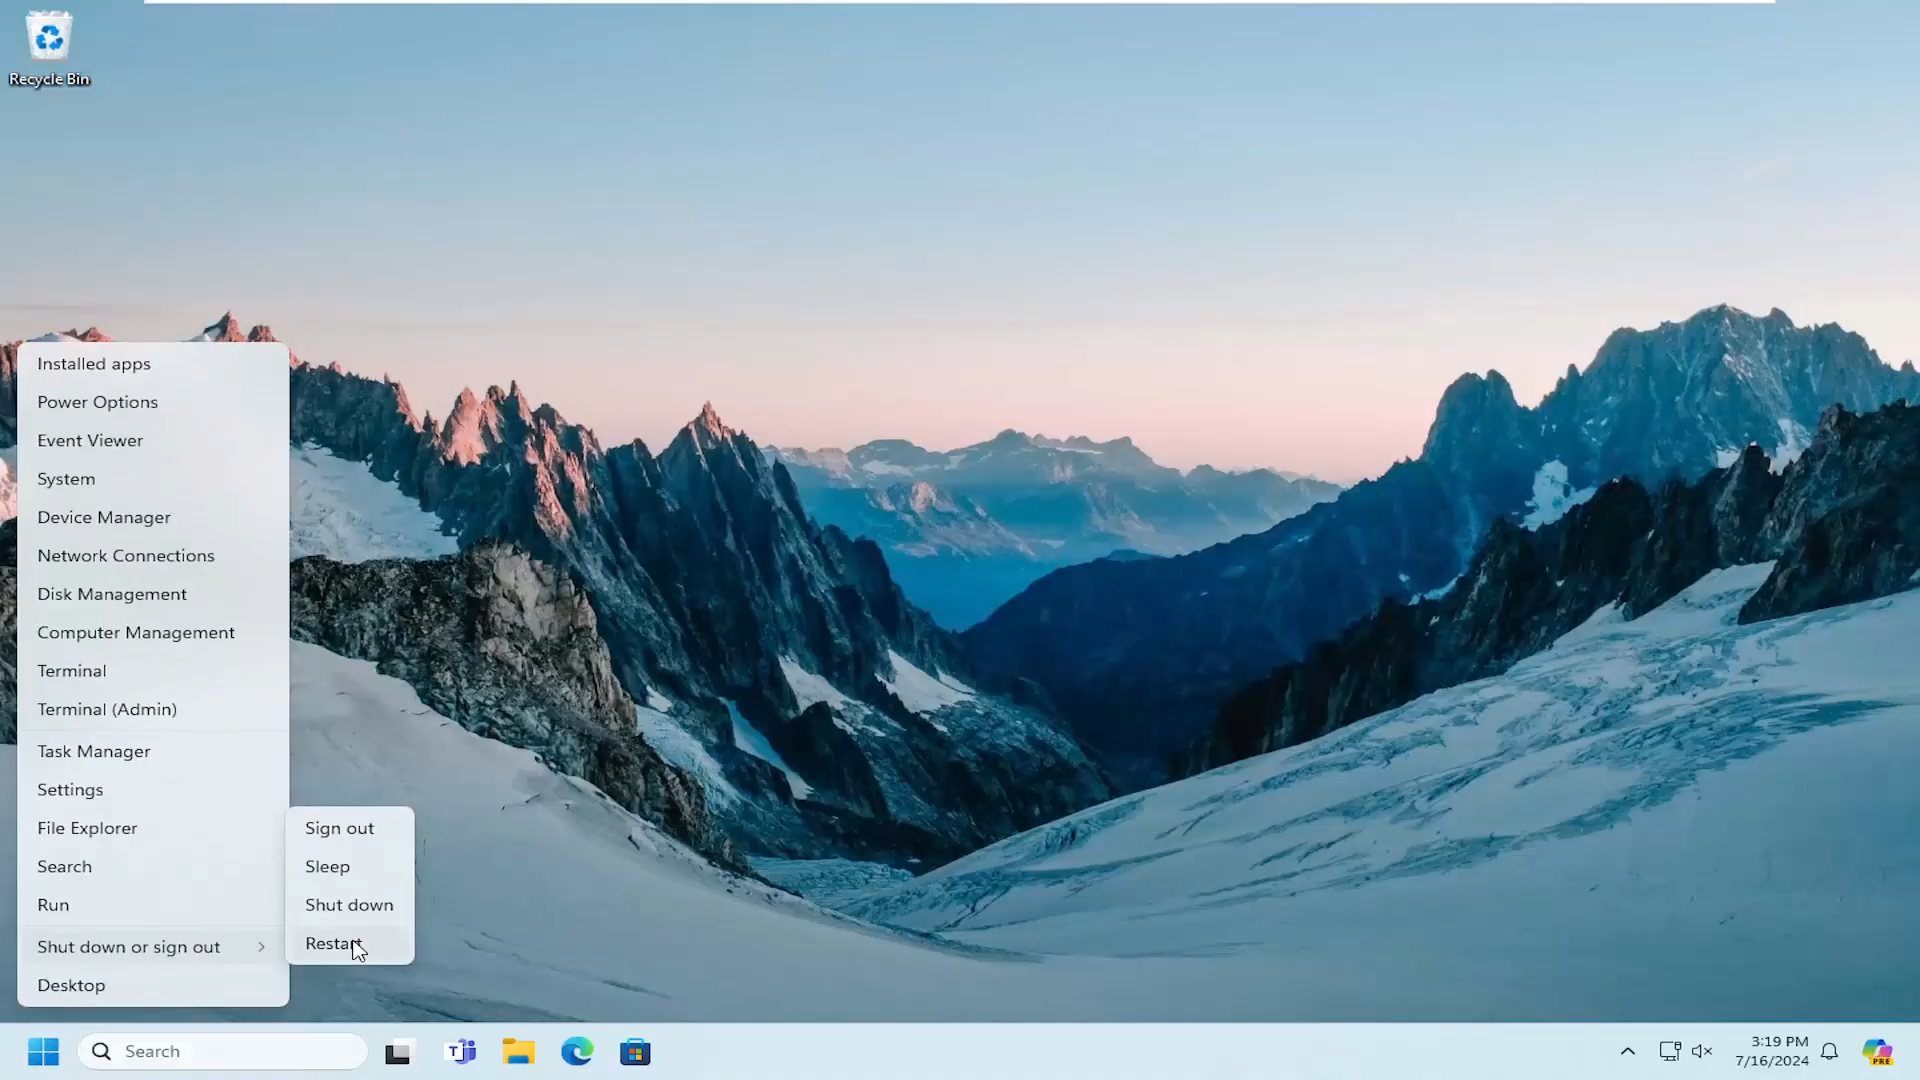 Recycle Bin
Installed apps
Power Options
Event Viewer
System
Device Manager
Network Connections
Disk Management
Computer Management
Terminal
Terminal (Admin)
Task Manager
Settings
File Explorer
Search
Run
Shut down or sign out
Desktop
Sign out
Sleep
Shut down
Restart
Search
3:19 PM
7/16/2024
PRE